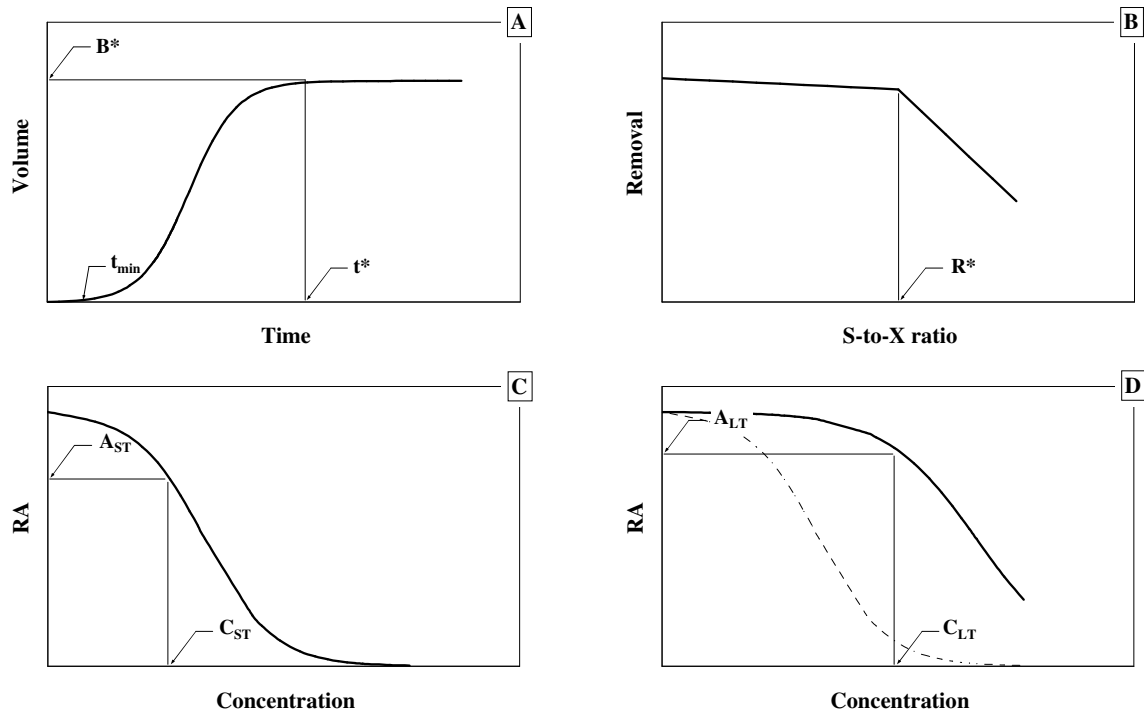 A
B*
Volume
t_min
t*
Time
B
Removal
R*
S-to-X ratio
C
A_ST
RA
C_ST
Concentration
D
A_LT
RA
C_LT
Concentration